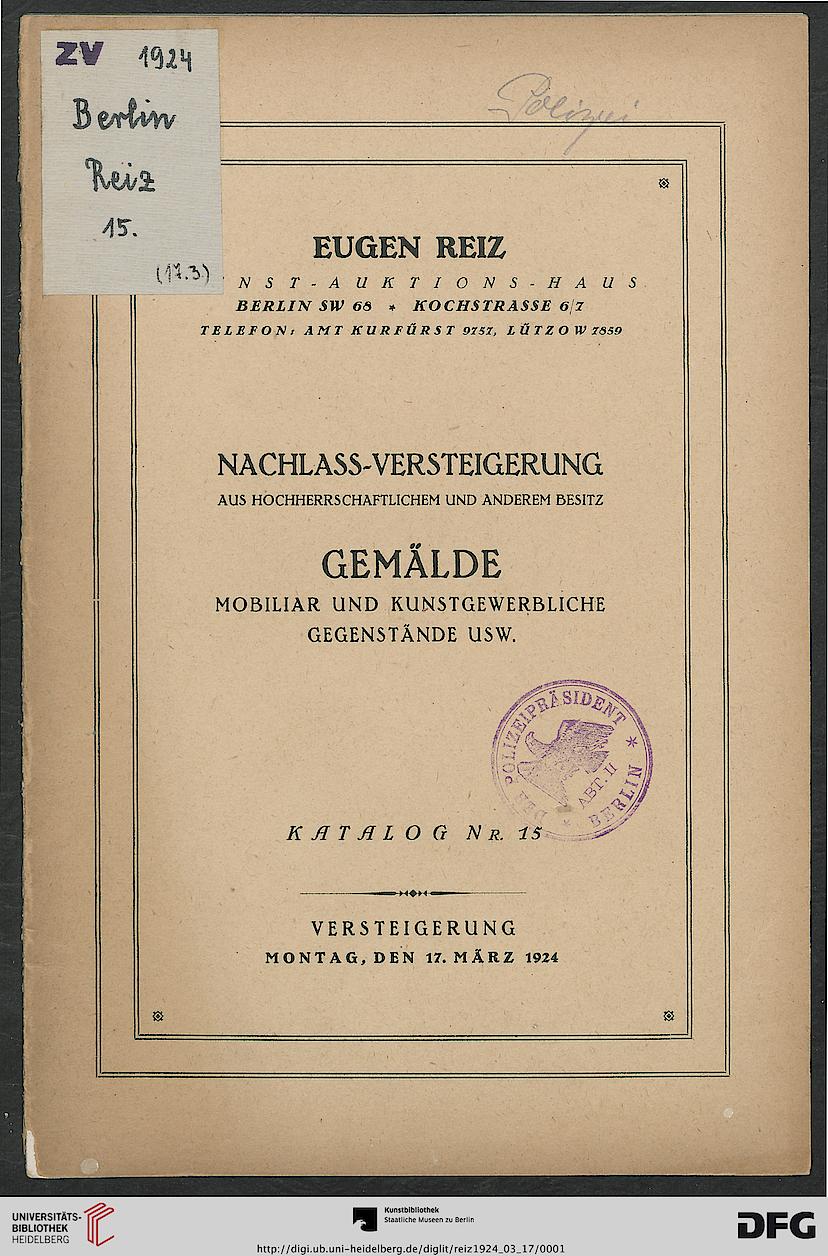 ZV 1924
Berlin
Reiz
15.
(17.3.)
Polizei
EUGEN REIZ
NST-AUKTIONS-HAUS
BERLIN SW 68 * KOCHSTRASSE 6/7
TELEFON: AMT KURFÜRST 9757, LÜTZOW 7859
NACHLASS-VERSTEIGERUNG
AUS HOCHHERRSCHAFTLICHEM UND ANDEREM BESITZ
GEMÄLDE
MOBILIAR UND KUNSTGEWERBLICHE
GEGENSTÄNDE USW.
DER POLIZEIPRÄSIDENT * BERLIN *
ABT. II
KATALOG NR. 15
VERSTEIGERUNG
MONTAG, DEN 17. MÄRZ 1924
UNIVERSITÄTS-
BIBLIOTHEK
HEIDELBERG
Kunstbibliothek
Staatliche Museen zu Berlin
http://digi.ub.uni-heidelberg.de/diglit/reiz1924_03_17/0001
DFG